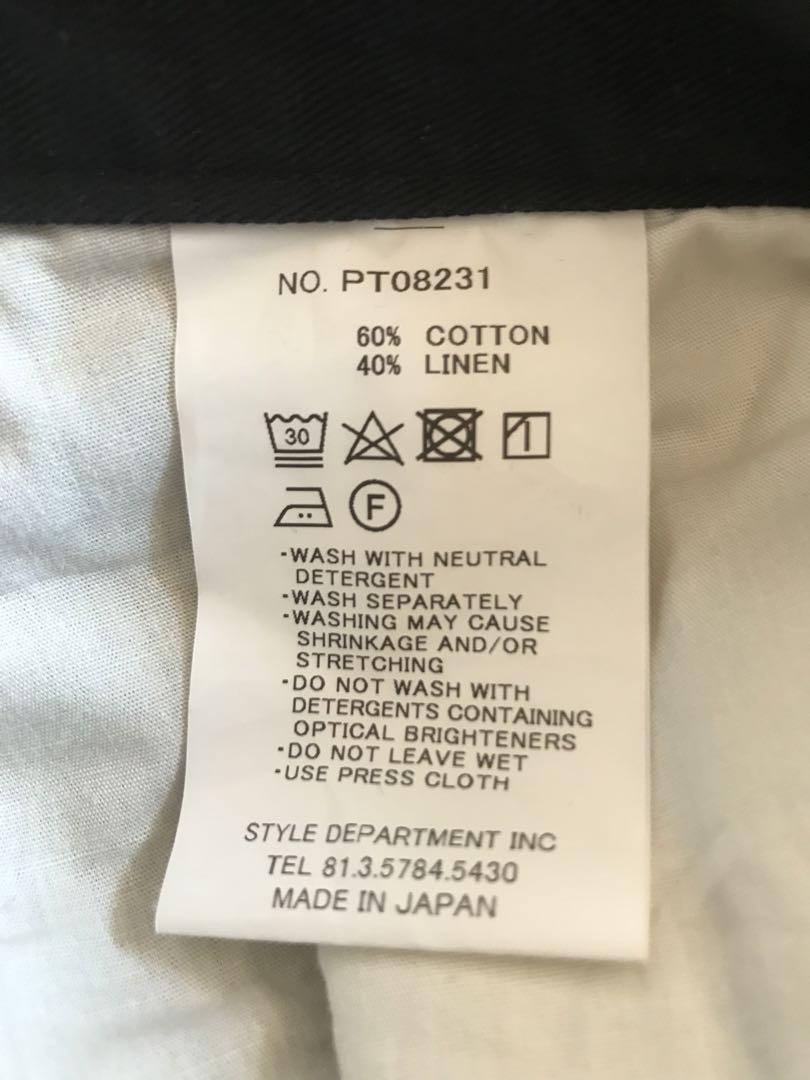 NO. PT08231
60% COTTON
40% LINEN
30
F
-WASH WITH NEUTRAL
DETERGENT
-WASH SEPARATELY
-WASHING MAY CAUSE
SHRINKAGE AND/OR
STRETCHING
-DO NOT WASH WITH
DETERGENTS CONTAINING
OPTICAL BRIGHTENERS
-DO NOT LEAVE WET
-USE PRESS CLOTH
STYLE DEPARTMENT INC
TEL 81.3.5784.5430
MADE IN JAPAN